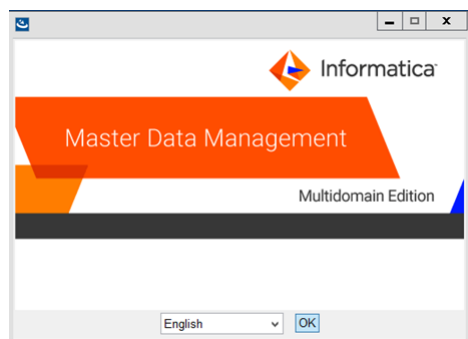 Informatica
Master Data Management
Multidomain Edition
English
OK